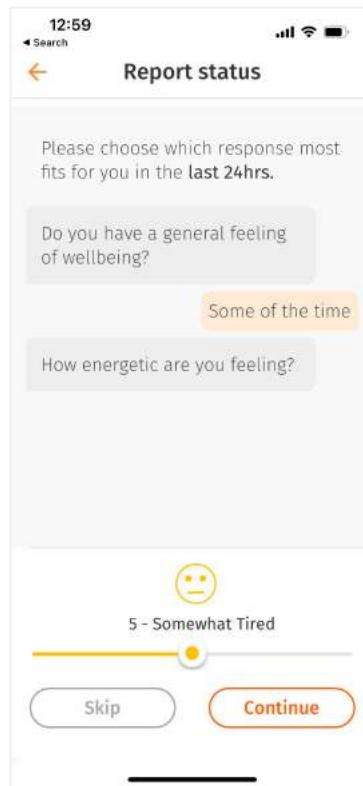 12:59
◀ Search
Report status
Please choose which response most
fits for you in the last 24hrs.
Do you have a general feeling
of wellbeing?
Some of the time
How energetic are you feeling?
5 - Somewhat Tired
Skip
Continue